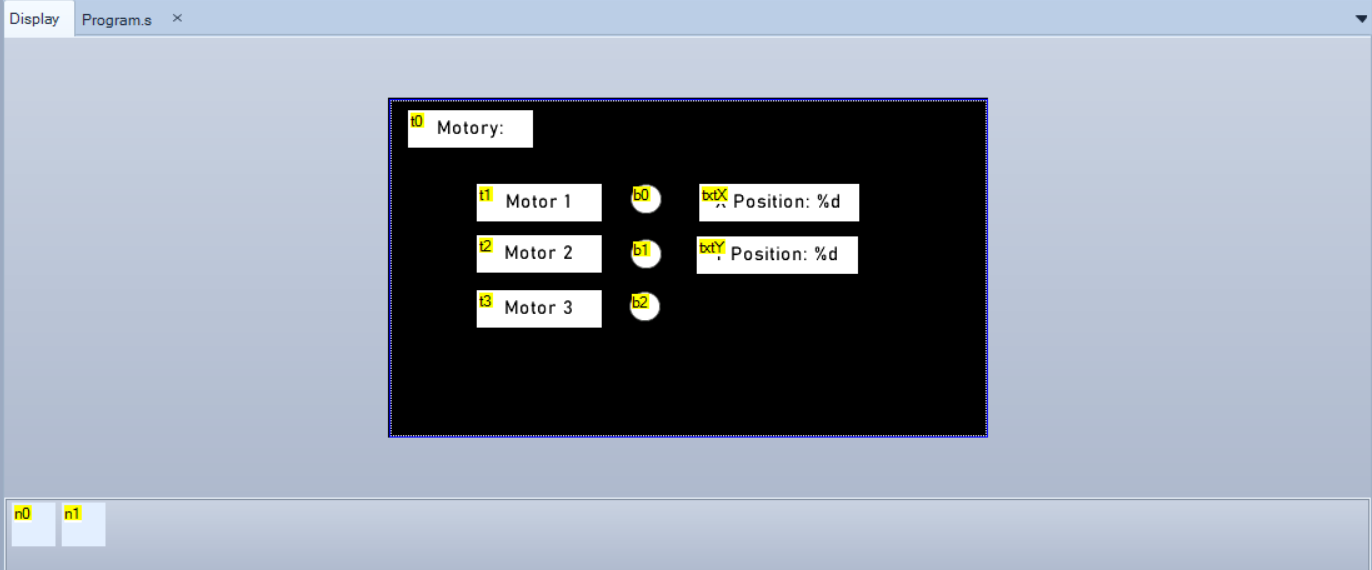 Display Program.s ×
t0 Motory:
t1 Motor 1 b0 txtX Position: %d
t2 Motor 2 b1 txtY Position: %d
t3 Motor 3 b2
n0 n1